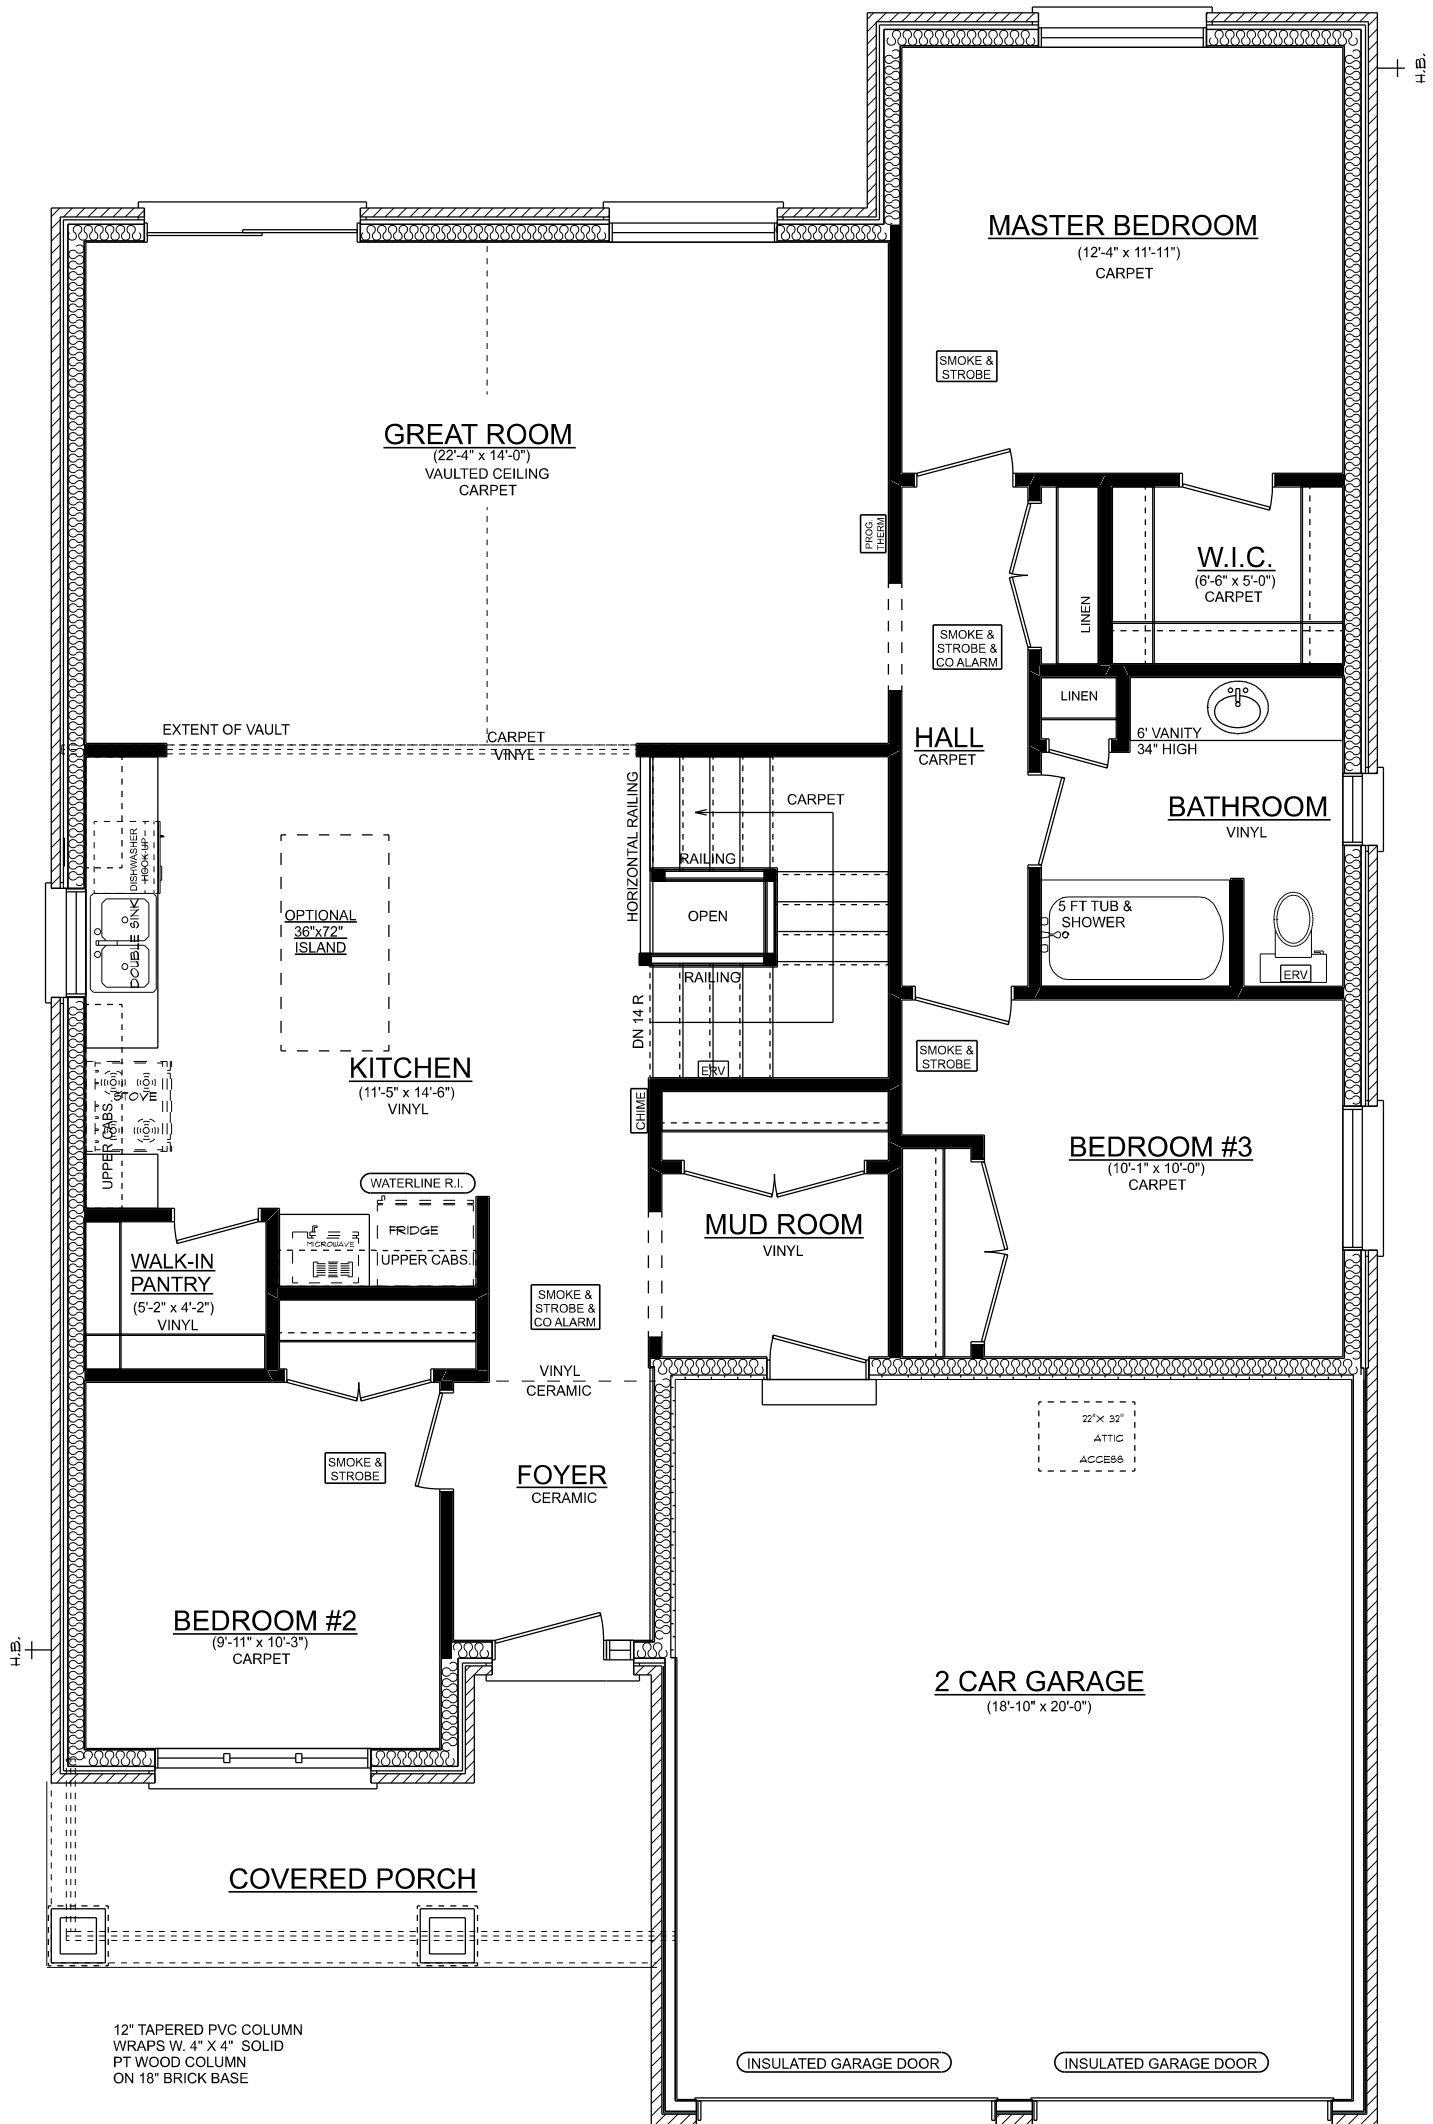 H.B.
MASTER BEDROOM
(12'-4" x 11'-11")
CARPET
SMOKE &
STROBE
GREAT ROOM
(22'-4" x 14'-0")
VAULTED CEILING
CARPET
PROG.
THERM
W.I.C.
(6'-6" x 5'-0")
CARPET
LINEN
SMOKE &
STROBE &
CO ALARM
LINEN
EXTENT OF VAULT
CARPET
VINYL
HALL
CARPET
6' VANITY
34" HIGH
BATHROOM
VINYL
HORIZONTAL RAILING
CARPET
RAILING
OPEN
RAILING
DN 14 R
ERV
DISHWASHER
HOOK-UP
DOUBLE SINK
OPTIONAL
36"x72"
ISLAND
5 FT TUB &
SHOWER
ERV
KITCHEN
(11'-5" x 14'-6")
VINYL
STOVE
UPPER CABS.
CHIME
SMOKE &
STROBE
BEDROOM #3
(10'-1" x 10'-0")
CARPET
WATERLINE R.I.
FRIDGE
MICROWAVE
UPPER CABS.
MUD ROOM
VINYL
WALK-IN
PANTRY
(5'-2" x 4'-2")
VINYL
SMOKE &
STROBE &
CO ALARM
VINYL
CERAMIC
22"X 32"
ATTIC
ACCESS
SMOKE &
STROBE
FOYER
CERAMIC
BEDROOM #2
(9'-11" x 10'-3")
CARPET
H.B.
2 CAR GARAGE
(18'-10" x 20'-0")
COVERED PORCH
12" TAPERED PVC COLUMN
WRAPS W. 4" X 4" SOLID
PT WOOD COLUMN
ON 18" BRICK BASE
INSULATED GARAGE DOOR
INSULATED GARAGE DOOR